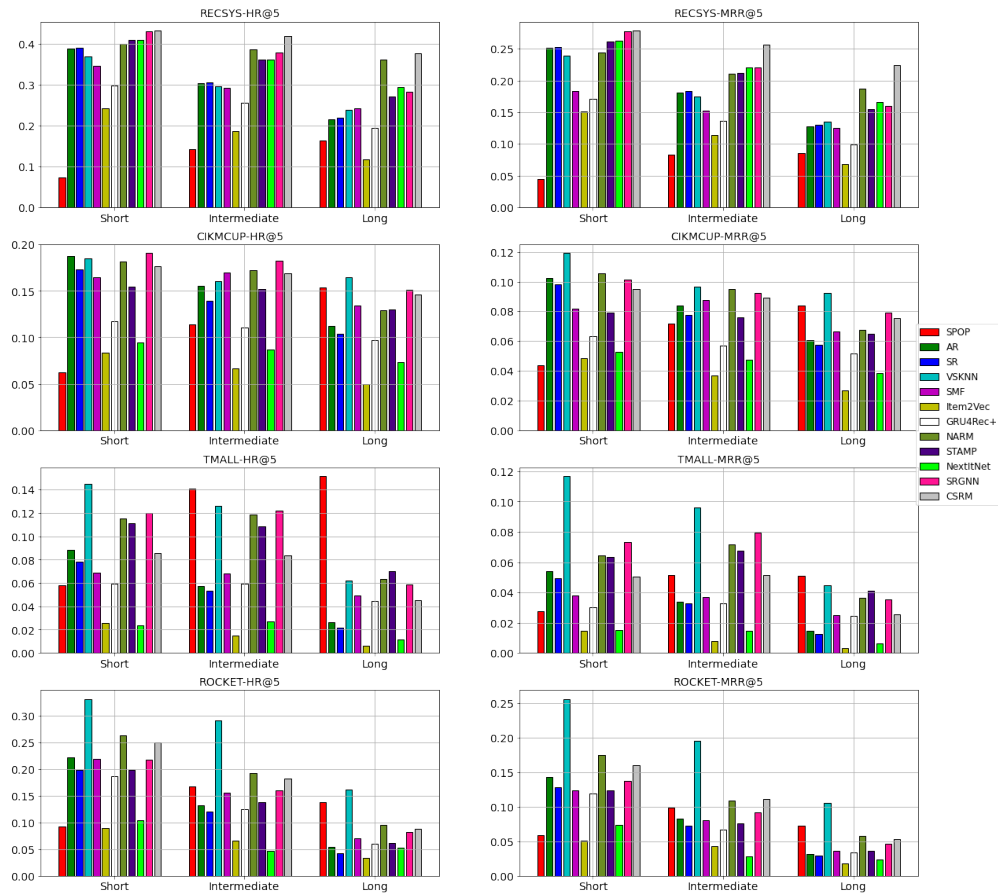 RECSYS-HR@5
0.4
0.3
0.2
0.1
0.0
Short Intermediate Long
RECSYS-MRR@5
0.25
0.20
0.15
0.10
0.05
0.00
Short Intermediate Long
CIKMCUP-HR@5
0.20
0.15
0.10
0.05
0.00
Short Intermediate Long
CIKMCUP-MRR@5
0.12
0.10
0.08
0.06
0.04
0.02
0.00
Short Intermediate Long
SPOP
AR
SR
VSKNN
SMF
Item2Vec
GRU4Rec+
NARM
STAMP
NextItNet
SRGNN
CSRM
TMALL-HR@5
0.14
0.12
0.10
0.08
0.06
0.04
0.02
0.00
Short Intermediate Long
TMALL-MRR@5
0.12
0.10
0.08
0.06
0.04
0.02
0.00
Short Intermediate Long
ROCKET-HR@5
0.30
0.25
0.20
0.15
0.10
0.05
0.00
Short Intermediate Long
ROCKET-MRR@5
0.25
0.20
0.15
0.10
0.05
0.00
Short Intermediate Long